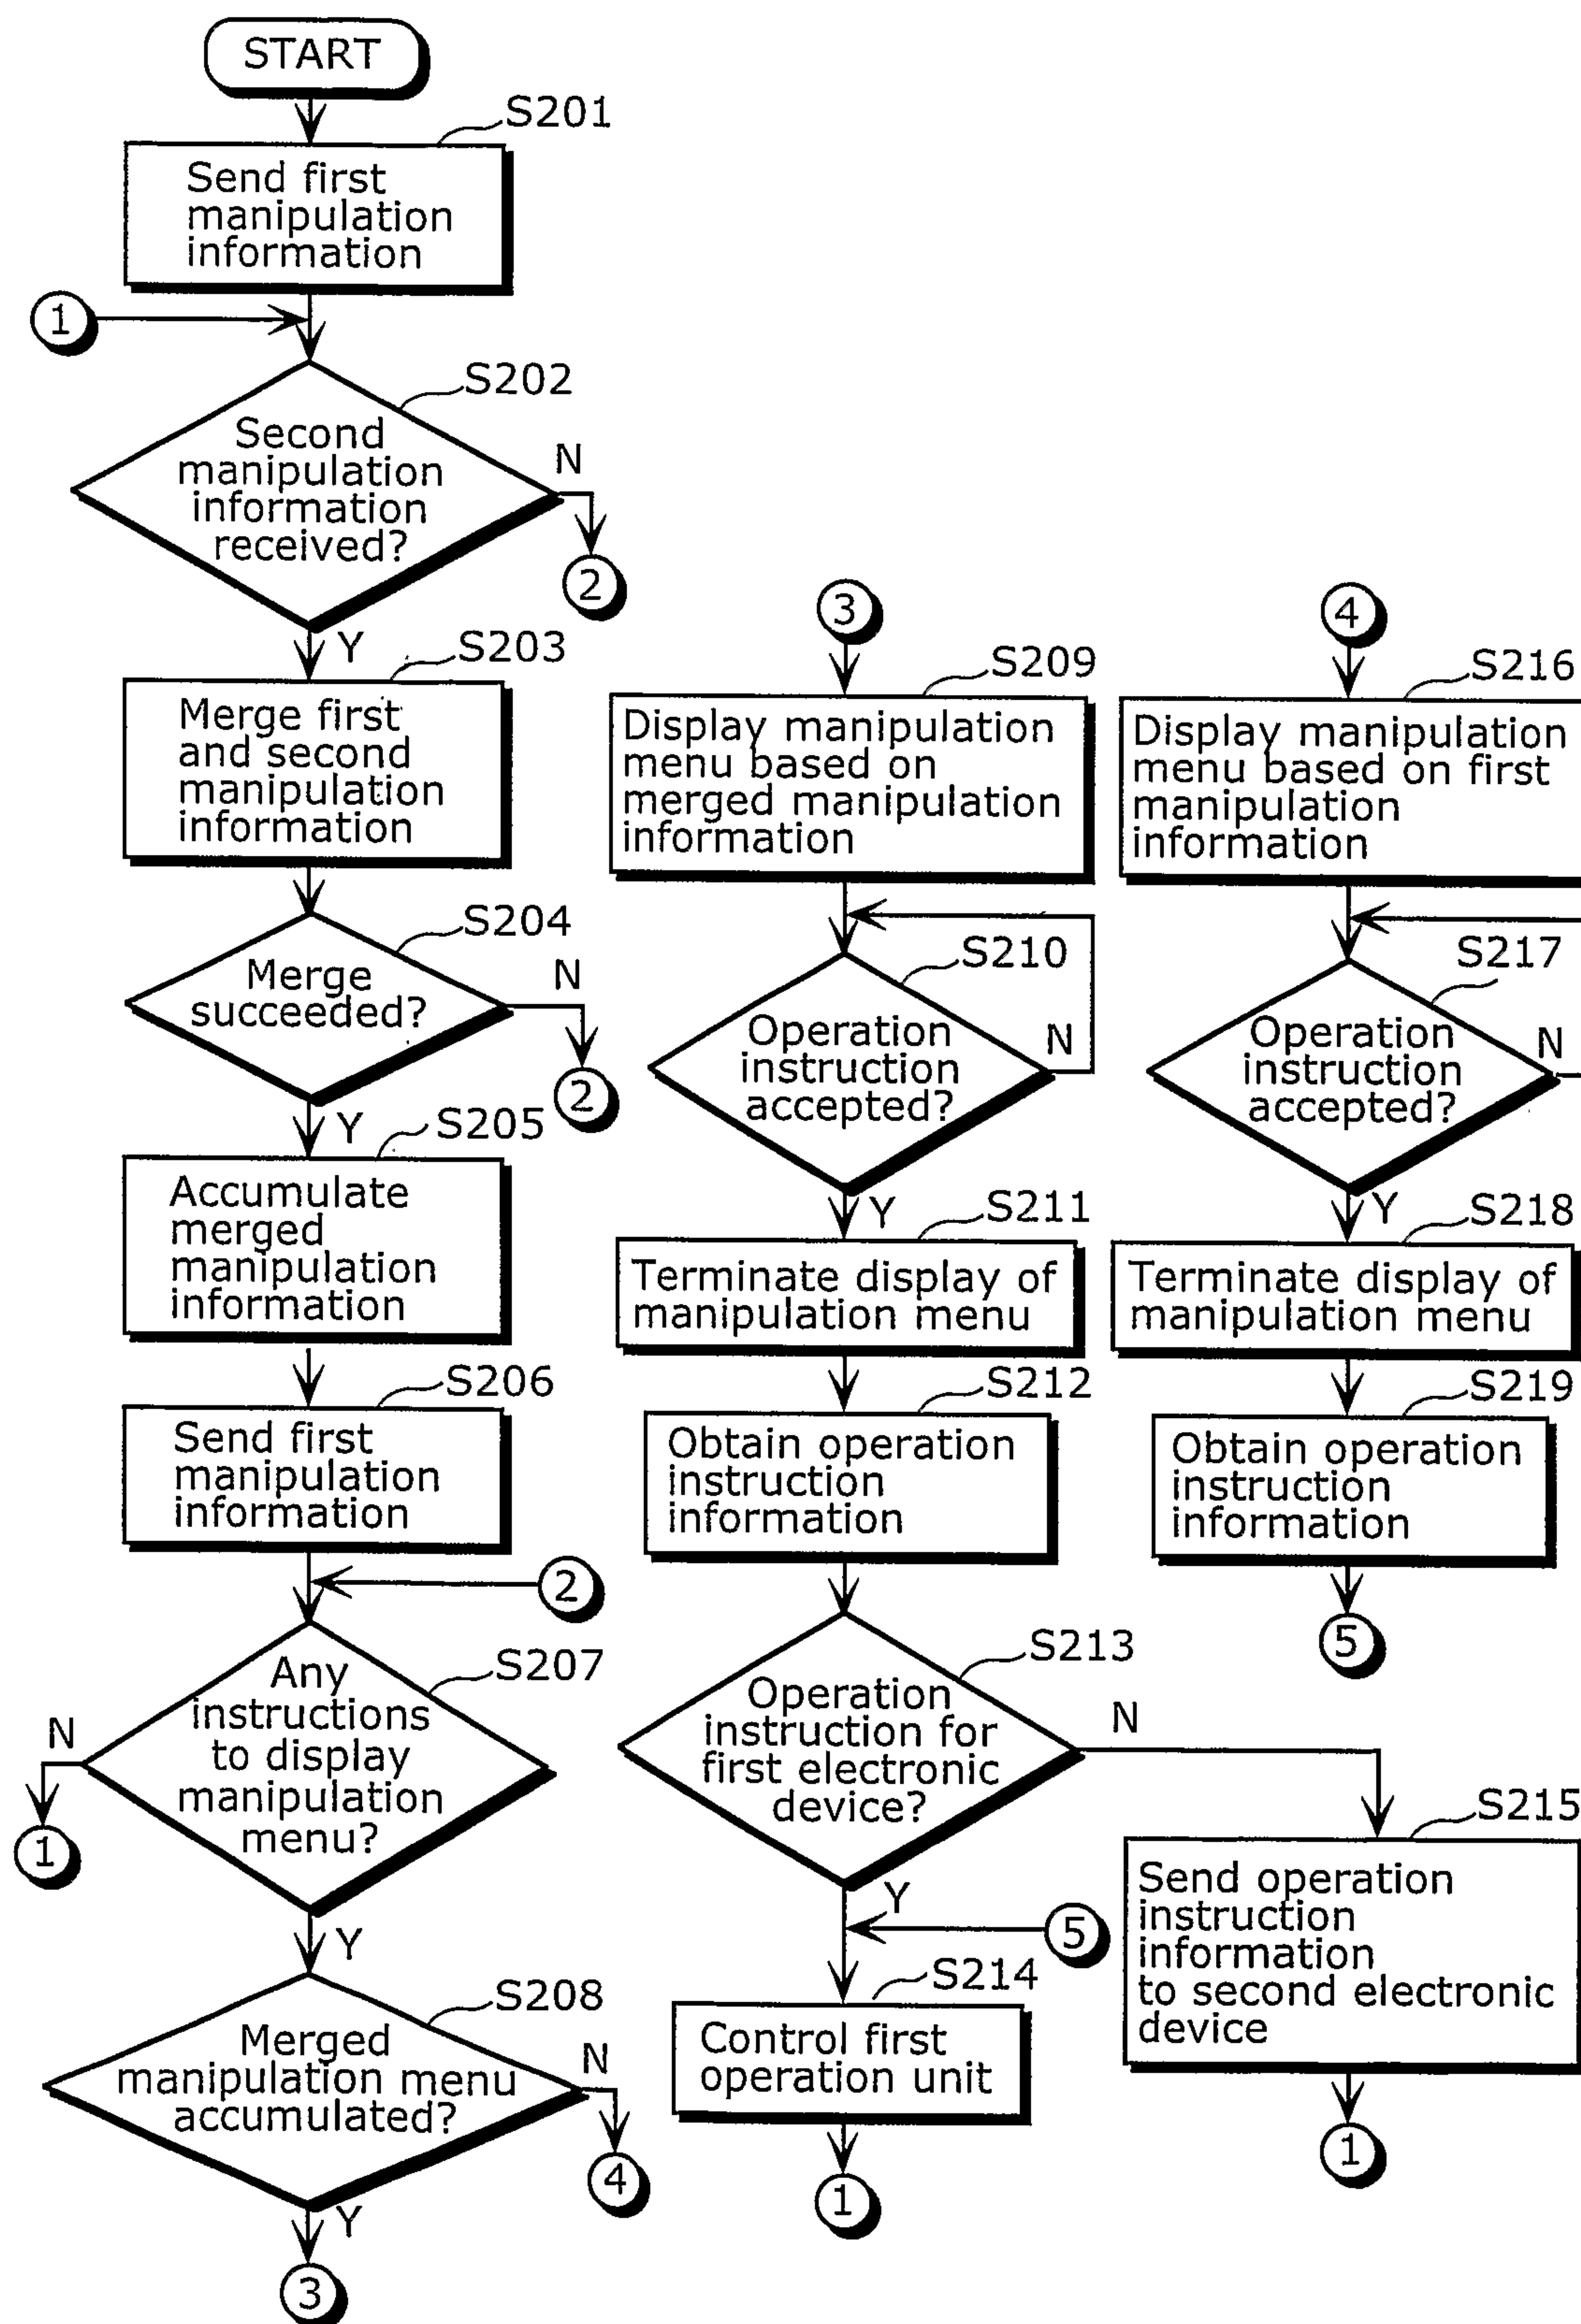 START
S201
Send first
manipulation
information
1
S202
Second
manipulation
information
received?
N
2
Y
S203
Merge first
and second
manipulation
information
S204
Merge
succeeded?
N
2
Y
S205
Accumulate
merged
manipulation
information
S206
Send first
manipulation
information
2
S207
Any
instructions
to display
manipulation
menu?
N
1
Y
S208
Merged
manipulation menu
accumulated?
N
4
Y
3
3
S209
Display manipulation
menu based on
merged manipulation
information
S210
Operation
instruction
accepted?
N
Y
S211
Terminate display of
manipulation menu
S212
Obtain operation
instruction
information
S213
Operation
instruction for
first electronic
device?
N
Y
5
S214
Control first
operation unit
1
S215
Send operation
instruction
information
to second electronic
device
1
4
S216
Display manipulation
menu based on first
manipulation
information
S217
Operation
instruction
accepted?
N
Y
S218
Terminate display of
manipulation menu
S219
Obtain operation
instruction
information
5